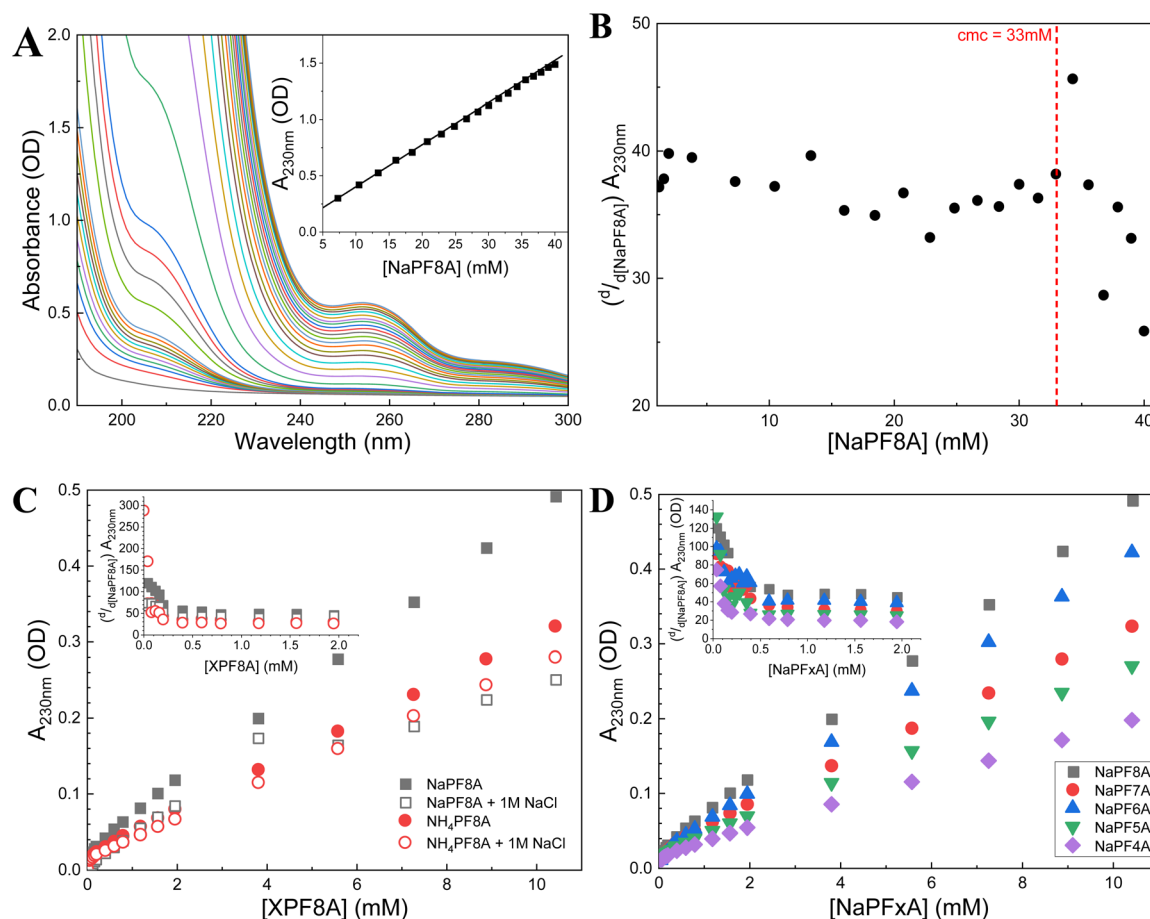 A
2.0
1.5
1.0
0.5
0.0
Absorbance (OD)
200
220
240
260
280
300
Wavelength (nm)
1.5
1.0
0.5
0.0
A230nm (OD)
5
10
15
20
25
30
35
40
[NaPF8A] (mM)
B
cmc = 33mM
50
40
30
20
(d/d[NaPF8A]) A230nm
10
20
30
40
[NaPF8A] (mM)
C
0.5
0.4
0.3
0.2
0.1
0.0
A230nm (OD)
0
2
4
6
8
10
[XPF8A] (mM)
300
250
200
150
100
50
0
(d/d[NaPF8A]) A230nm
0.0
0.5
1.0
1.5
2.0
[XPF8A] (mM)
NaPF8A
NaPF8A + 1M NaCl
NH4PF8A
NH4PF8A + 1M NaCl
D
0.5
0.4
0.3
0.2
0.1
0.0
A230nm (OD)
0
2
4
6
8
10
[NaPFxA] (mM)
140
120
100
80
60
40
20
0
(d/d[NaPF8A]) A230nm (OD)
0.0
0.5
1.0
1.5
2.0
[NaPFxA] (mM)
NaPF8A
NaPF7A
NaPF6A
NaPF5A
NaPF4A